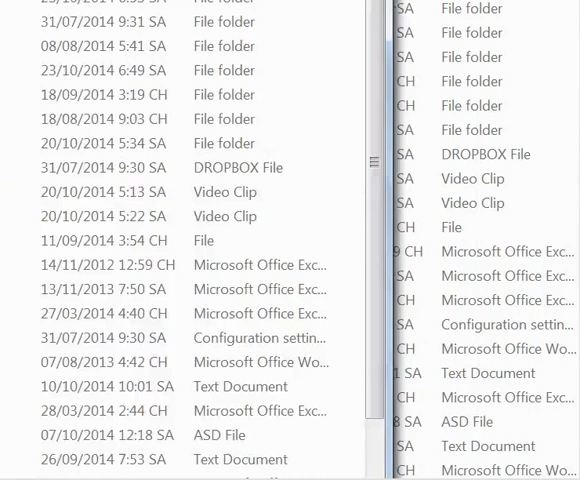 6:53 SA File folder
31/07/2014 9:31 SA File folder
08/08/2014 5:41 SA File folder
23/10/2014 6:49 SA File folder
18/09/2014 3:19 CH File folder
18/08/2014 9:03 CH File folder
20/10/2014 5:34 SA File folder
31/07/2014 9:30 SA DROPBOX File
20/10/2014 5:13 SA Video Clip
20/10/2014 5:22 SA Video Clip
11/09/2014 3:54 CH File
14/11/2012 12:59 CH Microsoft Office Exc...
13/11/2013 7:50 SA Microsoft Office Exc...
27/03/2014 4:40 CH Microsoft Office Exc...
31/07/2014 9:30 SA Configuration settin...
07/08/2013 4:42 CH Microsoft Office Wo...
10/10/2014 10:01 SA Text Document
28/03/2014 2:44 CH Microsoft Office Exc...
07/10/2014 12:18 SA ASD File
26/09/2014 7:53 SA Text Document
SA File folder
SA File folder
SA File folder
CH File folder
CH File folder
SA File folder
SA DROPBOX File
SA Video Clip
SA Video Clip
CH File
9 CH Microsoft Office Exc...
SA Microsoft Office Exc...
CH Microsoft Office Exc...
SA Configuration settin...
CH Microsoft Office Wo...
1 SA Text Document
CH Microsoft Office Exc...
8 SA ASD File
SA Text Document
CH Microsoft Office Wo...